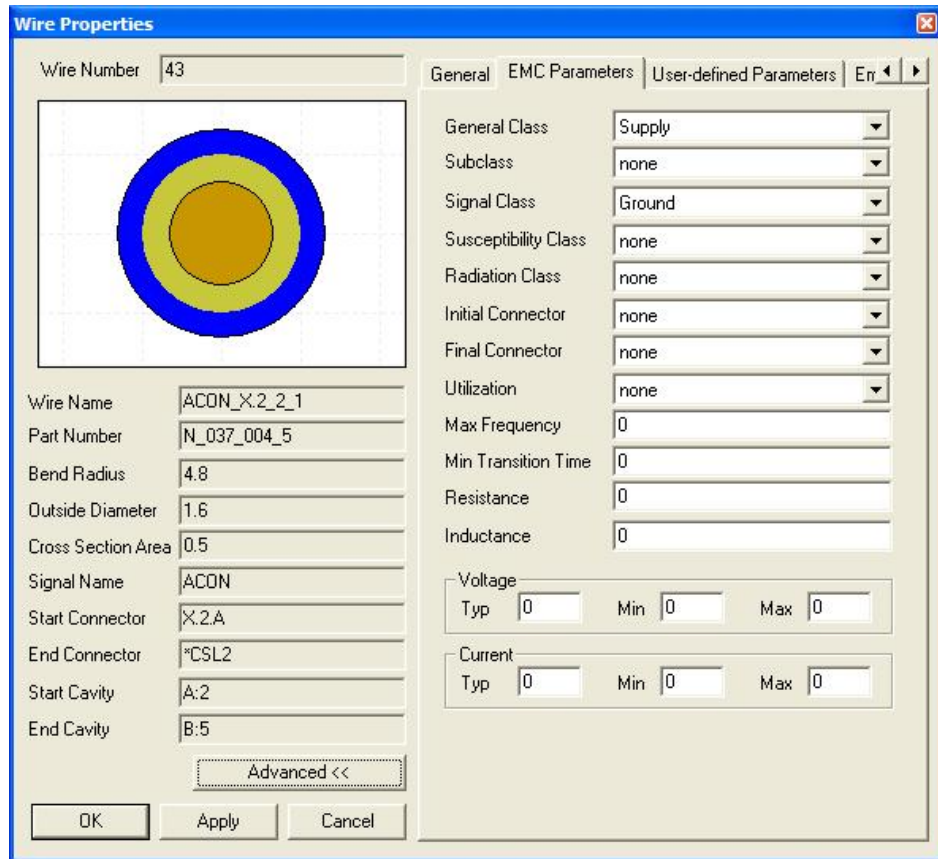 Wire Properties
Wire Number 43
Wire Name ACON_X.2_2_1
Part Number N_037_004_5
Bend Radius 4.8
Outside Diameter 1.6
Cross Section Area 0.5
Signal Name ACON
Start Connector X.2.A
End Connector *CSL2
Start Cavity A:2
End Cavity B:5
Advanced <<
OK Apply Cancel
General EMC Parameters User-defined Parameters
General Class Supply
Subclass none
Signal Class Ground
Susceptibility Class none
Radiation Class none
Initial Connector none
Final Connector none
Utilization none
Max Frequency 0
Min Transition Time 0
Resistance 0
Inductance 0
Voltage
Typ 0 Min 0 Max 0
Current
Typ 0 Min 0 Max 0